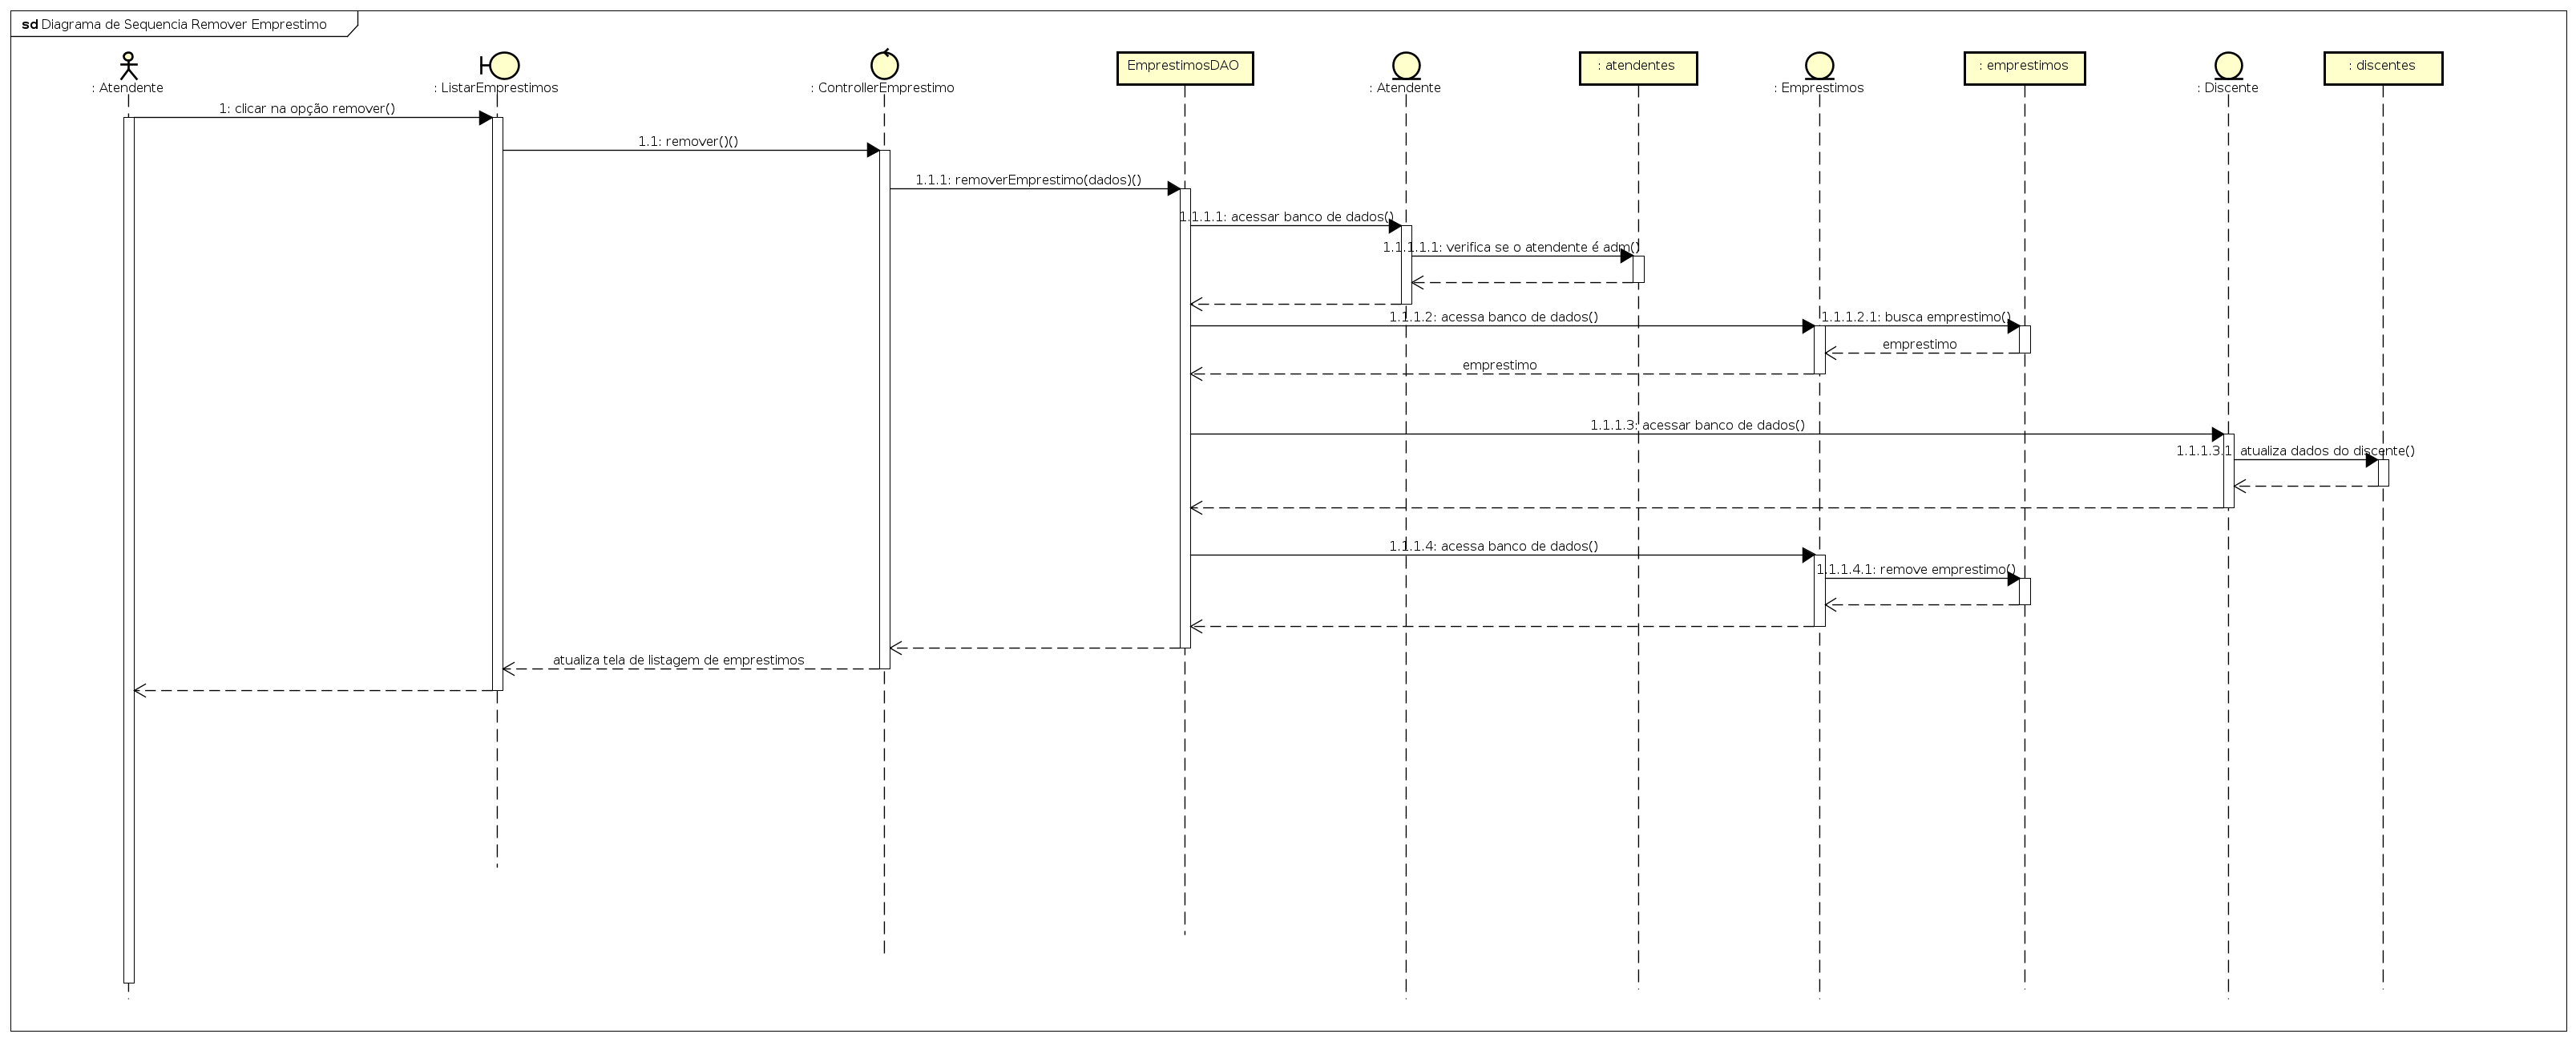 sd Diagrama de Sequencia Remover Emprestimo
: Atendente
: ListarEmprestimos
: ControllerEmprestimo
EmprestimosDAO
: Atendente
: atendentes
: Emprestimos
: emprestimos
: Discente
: discentes
1: clicar na opção remover()
1.1: remover()()
1.1.1: removerEmprestimo(dados)()
1.1.1.1: acessar banco de dados()
1.1.1.1.1: verifica se o atendente é adm()
1.1.1.2: acessa banco de dados()
1.1.1.2.1: busca emprestimo()
emprestimo
emprestimo
1.1.1.3: acessar banco de dados()
1.1.1.3.1: atualiza dados do discente()
1.1.1.4: acessa banco de dados()
1.1.1.4.1: remove emprestimo()
atualiza tela de listagem de emprestimos